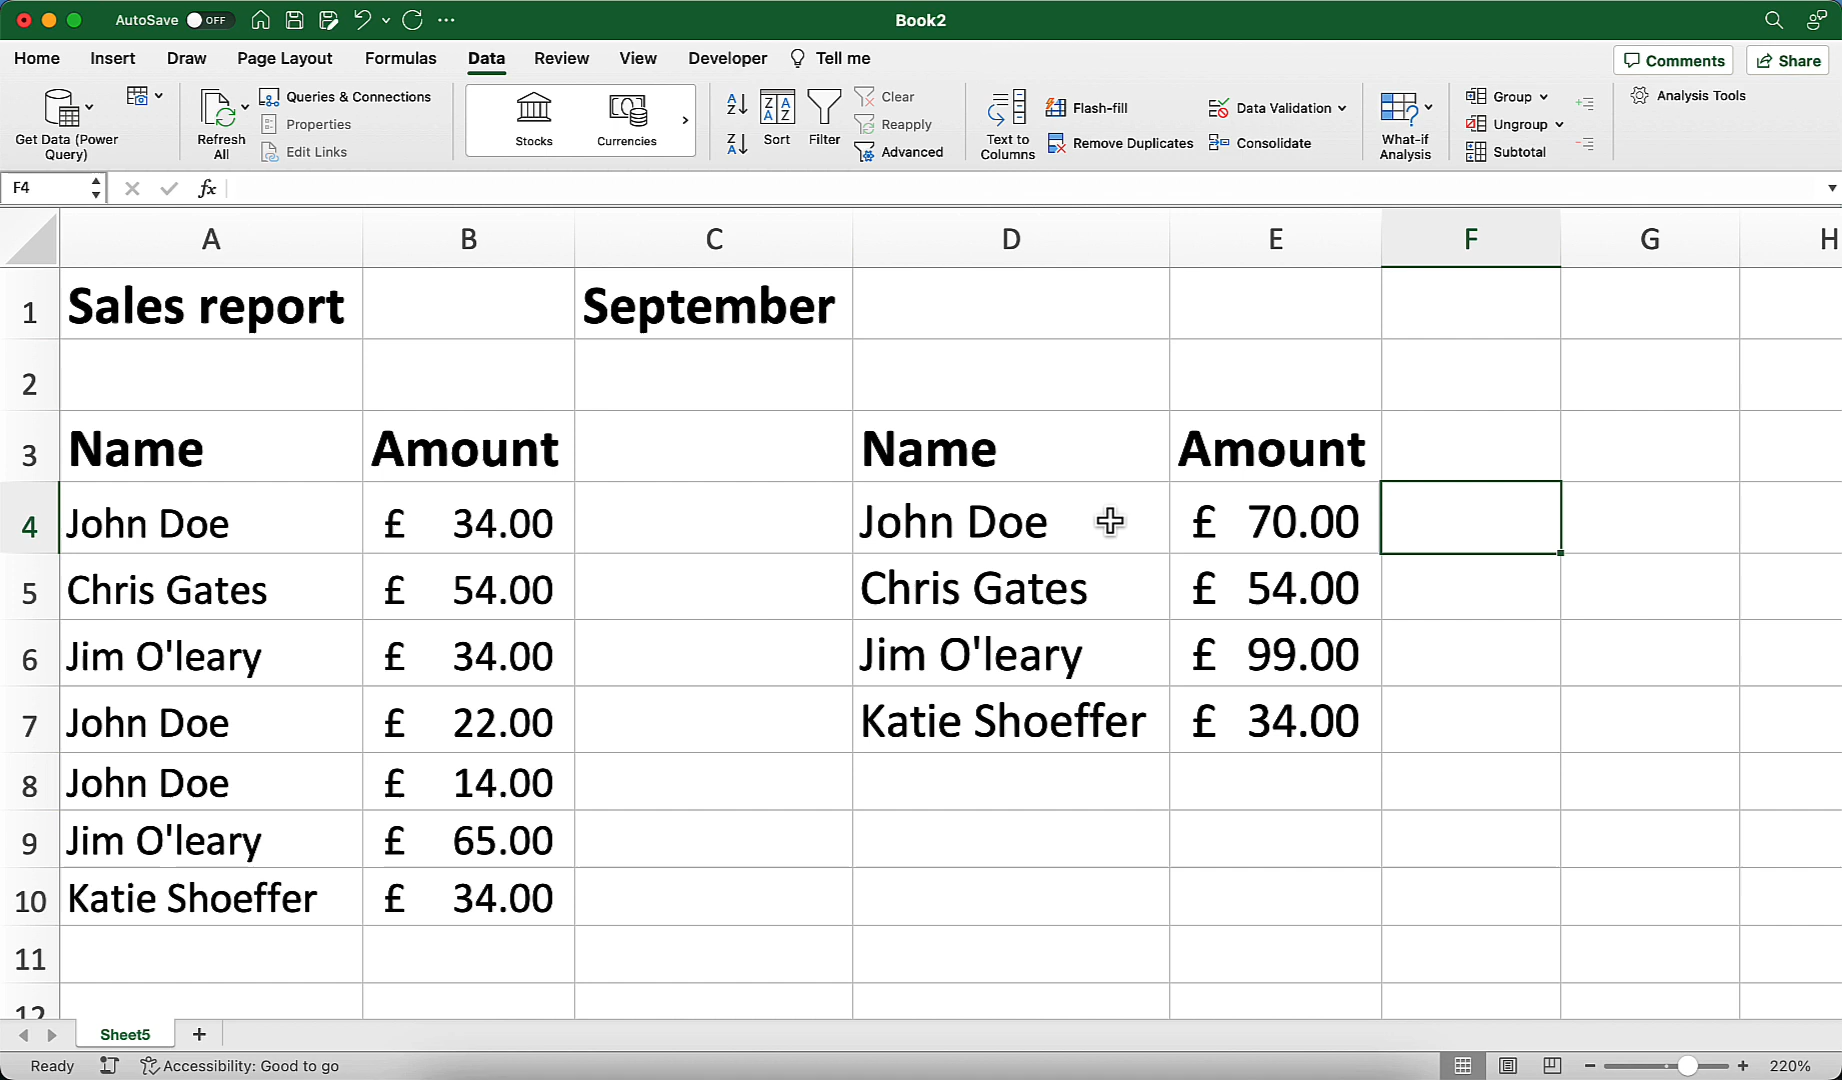 AutoSave OFF Book2
Home Insert Draw Page Layout Formulas Data Review View Developer Tell me Comments Share
Get Data (Power Query)
Refresh All
Queries & Connections
Properties
Edit Links
Stocks
Currencies
Sort
Filter
Clear
Reapply
Advanced
Text to Columns
Flash-fill
Remove Duplicates
Data Validation
Consolidate
What-if Analysis
Group
Ungroup
Subtotal
Analysis Tools
F4 fx
A B C D E F G H
1 Sales report September
2
3 Name Amount Name Amount
4 John Doe £ 34.00 John Doe £ 70.00
5 Chris Gates £ 54.00 Chris Gates £ 54.00
6 Jim O'leary £ 34.00 Jim O'leary £ 99.00
7 John Doe £ 22.00 Katie Shoeffer £ 34.00
8 John Doe £ 14.00
9 Jim O'leary £ 65.00
10 Katie Shoeffer £ 34.00
11
12
Sheet5 +
Ready Accessibility: Good to go 220%